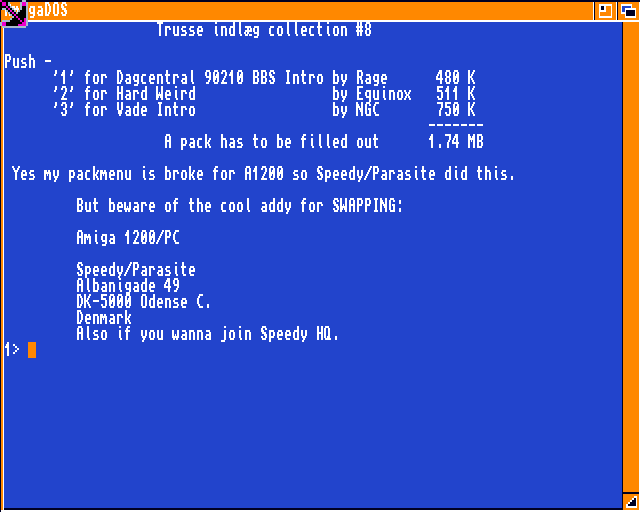 gaDOS
Trusse indlæg collection #8
Push -
'1' for Dagcentral 90210 BBS Intro by Rage 480 K
'2' for Hard Weird by Equinox 511 K
'3' for Vade Intro by NGC 750 K
-------
A pack has to be filled out 1.74 MB
Yes my packmenu is broke for A1200 so Speedy/Parasite did this.
But beware of the cool addy for SWAPPING:
Amiga 1200/PC
Speedy/Parasite
Albanigade 49
DK-5000 Odense C.
Denmark
Also if you wanna join Speedy HQ.
1>